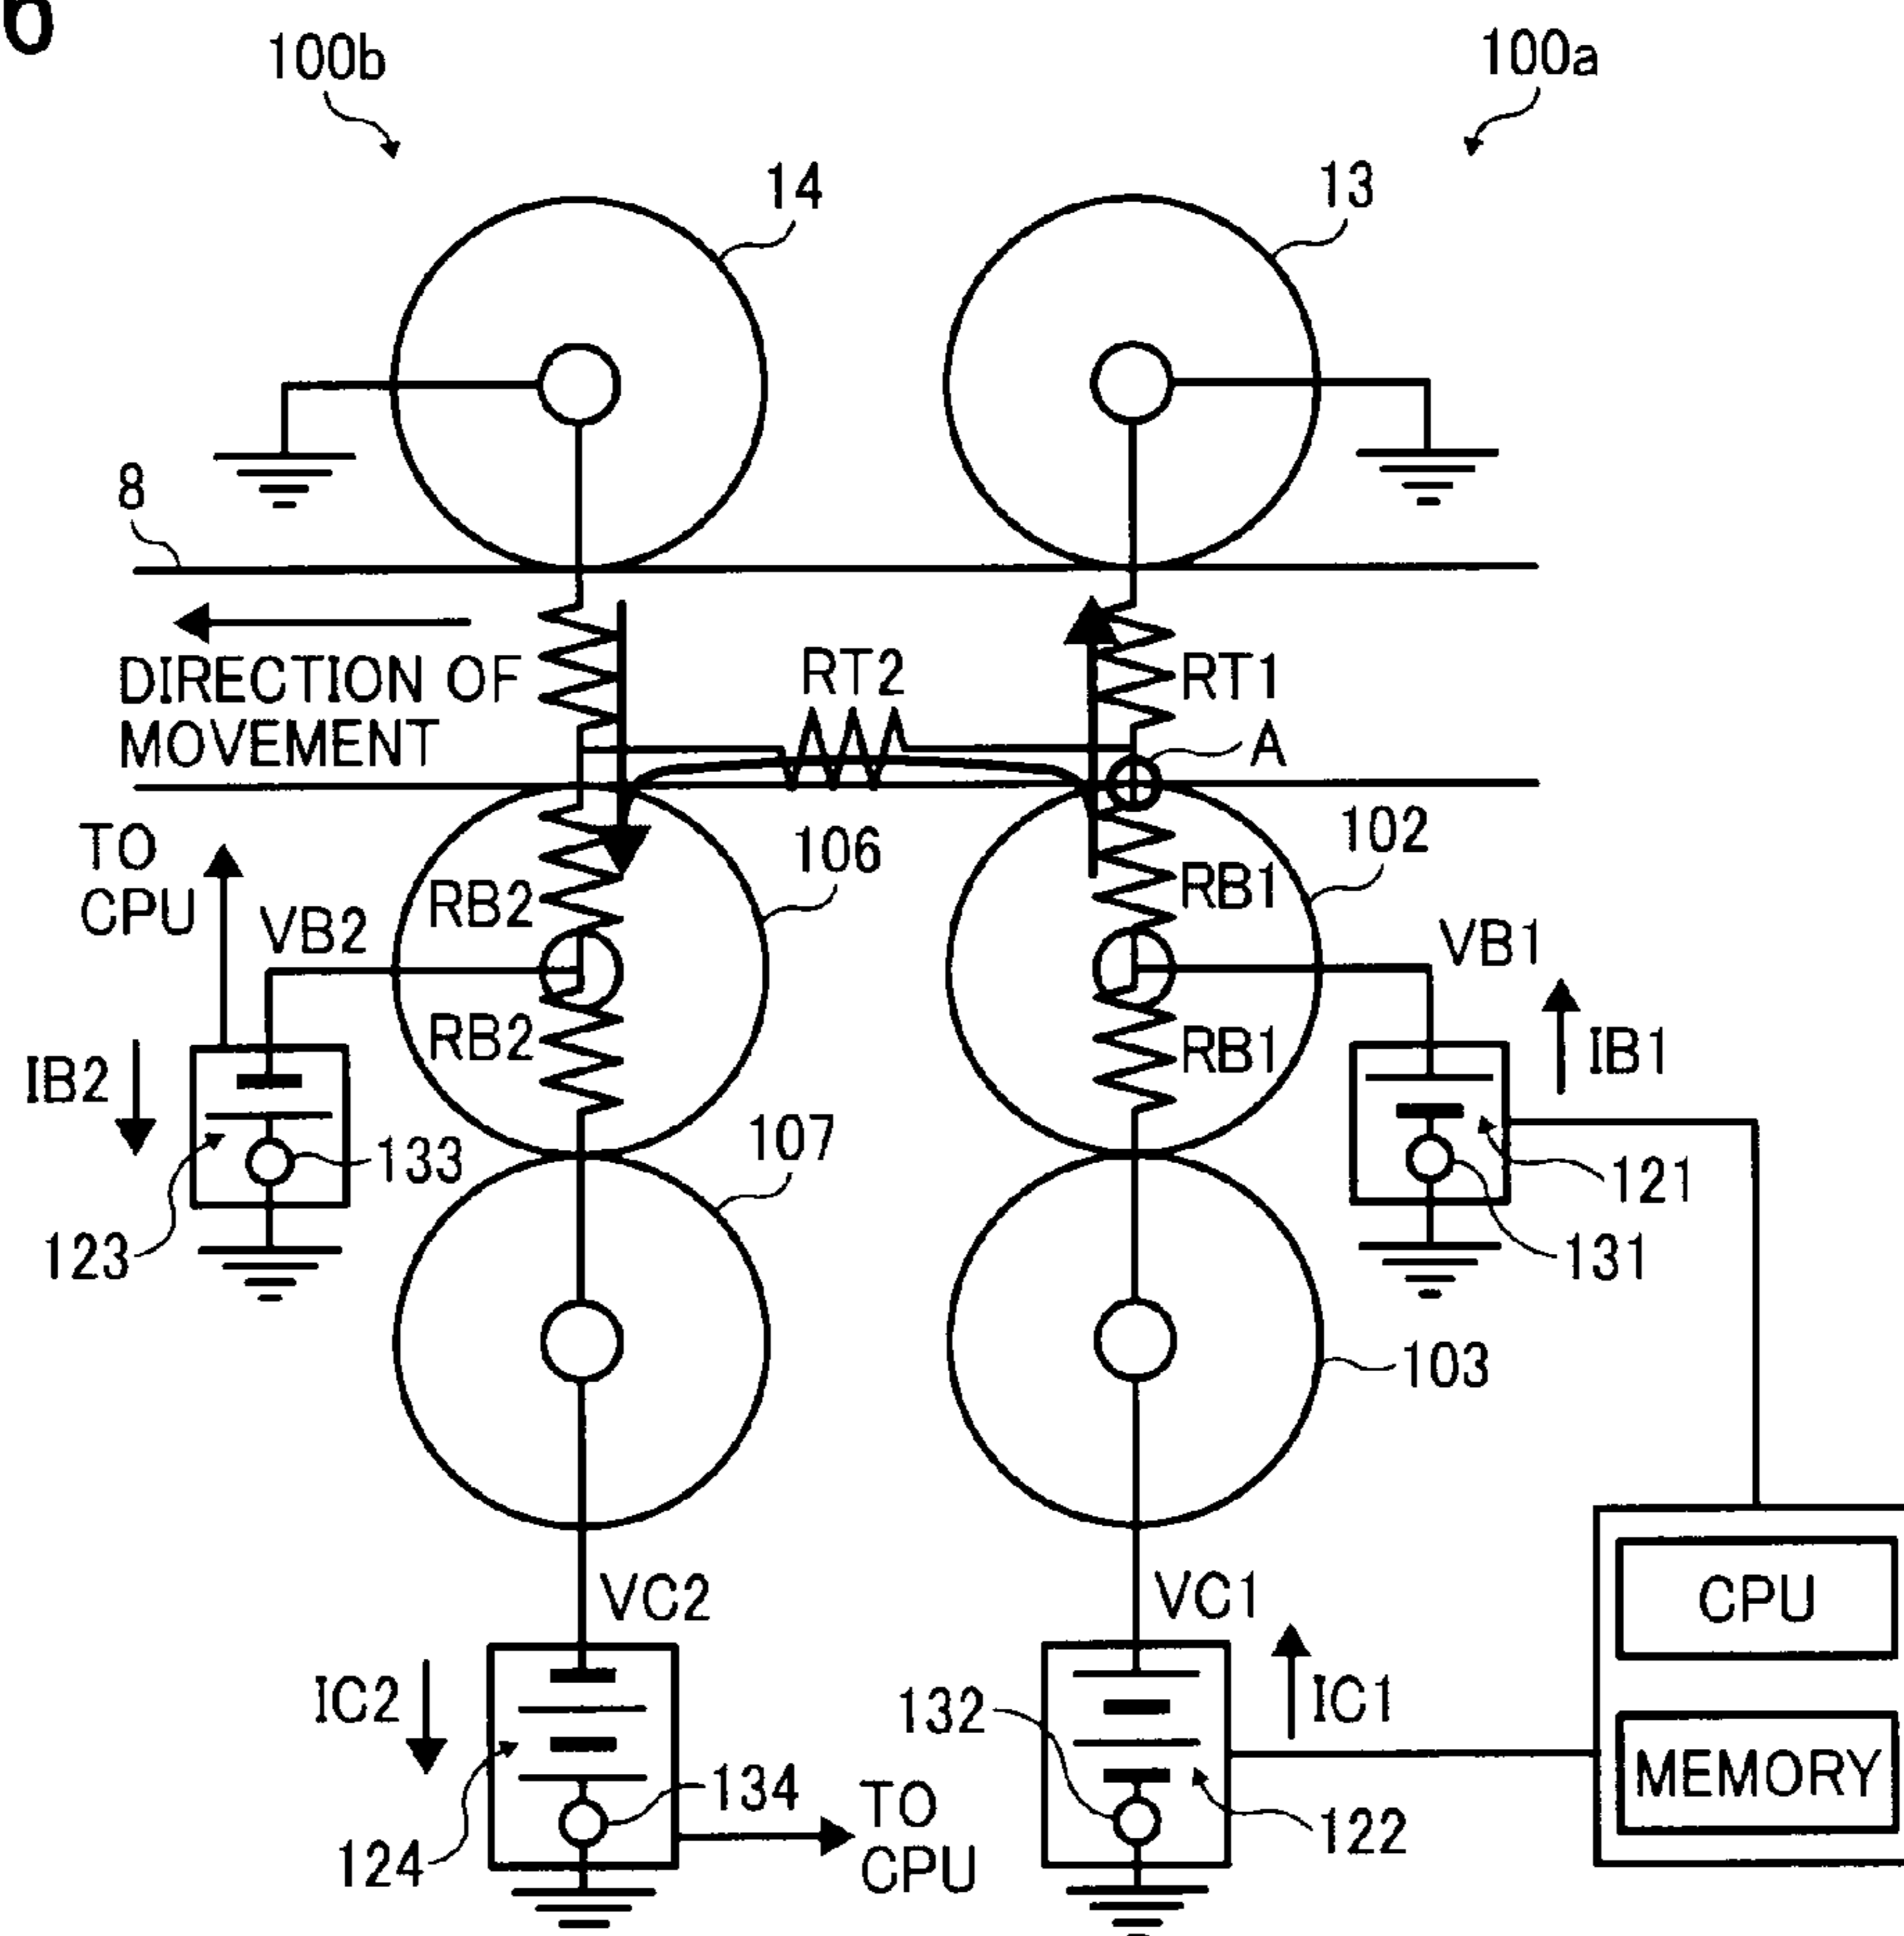 6
100b
100a
14
13
8
DIRECTION OF
MOVEMENT
RT2
RT1
A
TO
CPU
106
102
RB2
RB1
VB2
VB1
RB2
RB1
IB2
IB1
133
107
121
123
131
103
VC2
VC1
CPU
IC2
132
IC1
MEMORY
134
TO
CPU
124
122